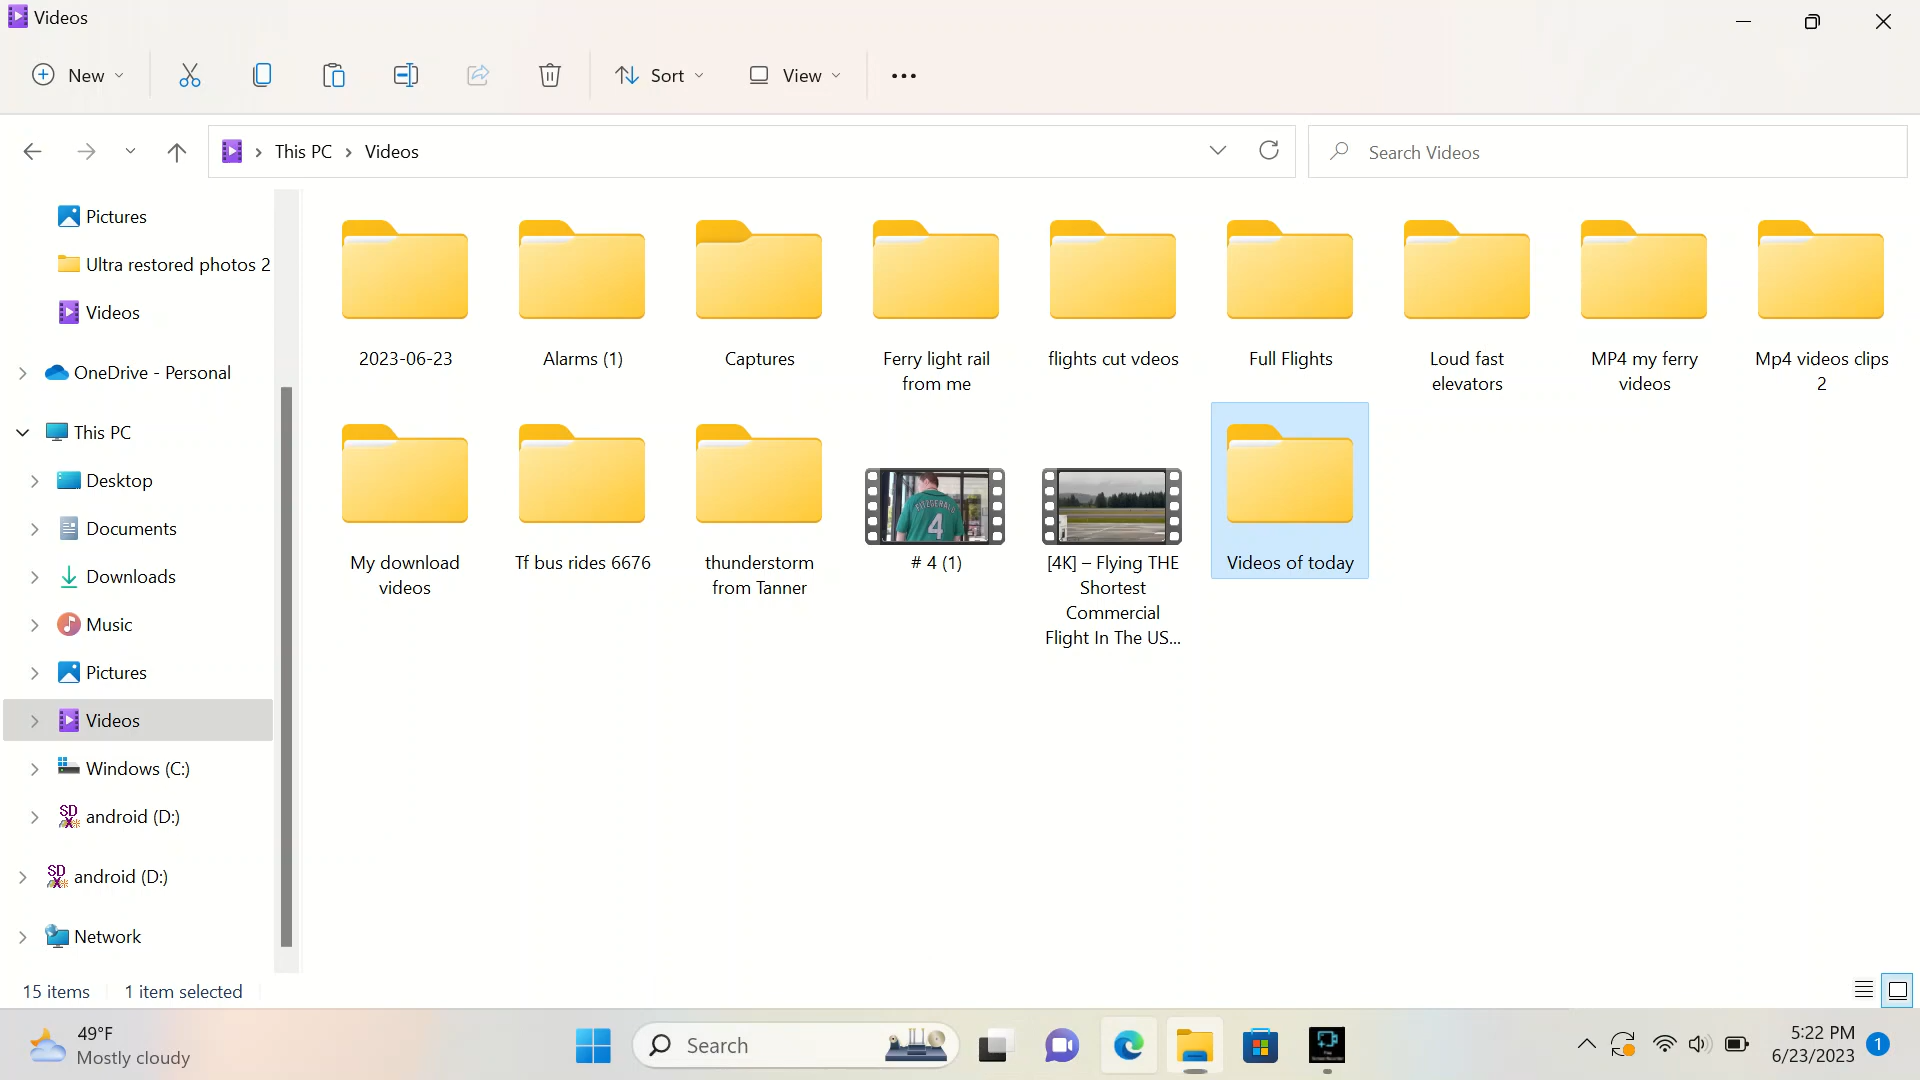 Videos
New
Sort
View
This PC
Videos
Search Videos
Pictures
Ultra restored photos 2
Videos
OneDrive - Personal
This PC
Desktop
Documents
Downloads
Music
Pictures
Videos
Windows (C:)
android (D:)
android (D:)
Network
2023-06-23
Alarms (1)
Captures
Ferry light rail
from me
flights cut vdeos
Full Flights
Loud fast
elevators
MP4 my ferry
videos
Mp4 videos clips
2
My download
videos
Tf bus rides 6676
thunderstorm
from Tanner
FITZGERALD
4
# 4 (1)
[4K] – Flying THE
Shortest
Commercial
Flight In The US...
Videos of today
15 items
1 item selected
49°F
Mostly cloudy
Search
5:22 PM
6/23/2023
1